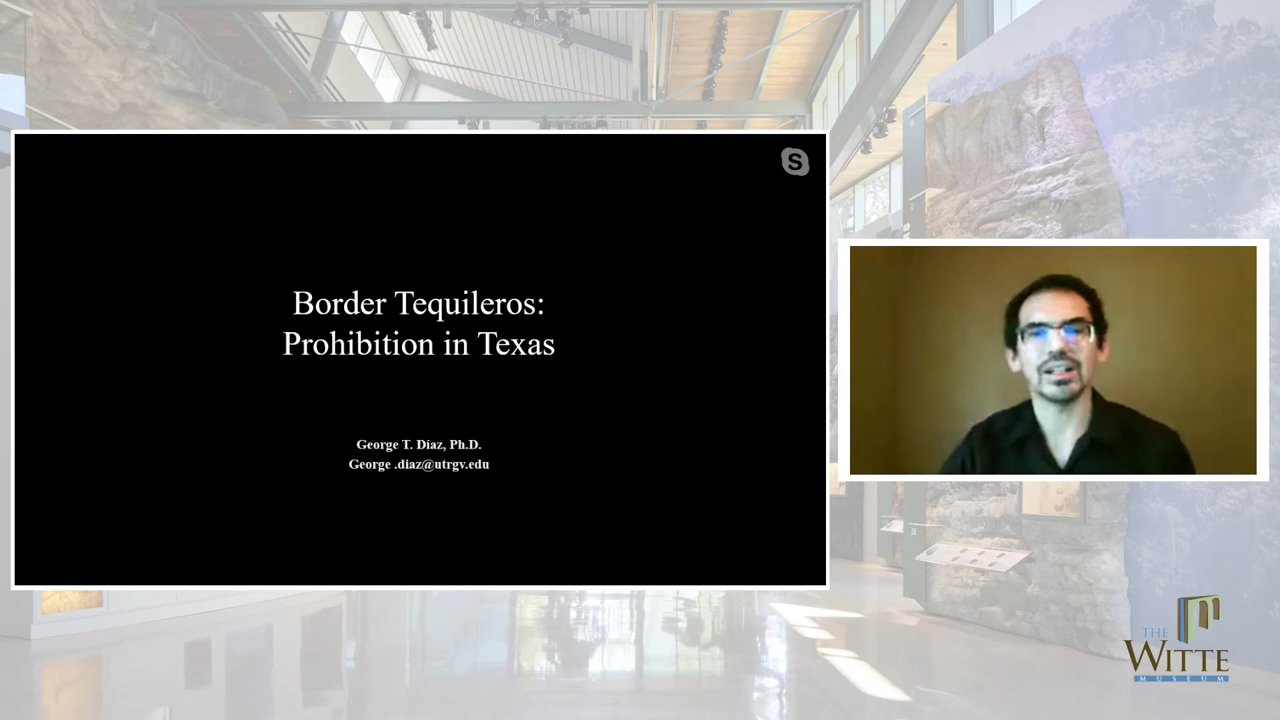 S
Border Tequileros:
Prohibition in Texas
George T. Díaz, Ph.D.
George .diaz@utrgv.edu
THE
WITTE
MUSEUM